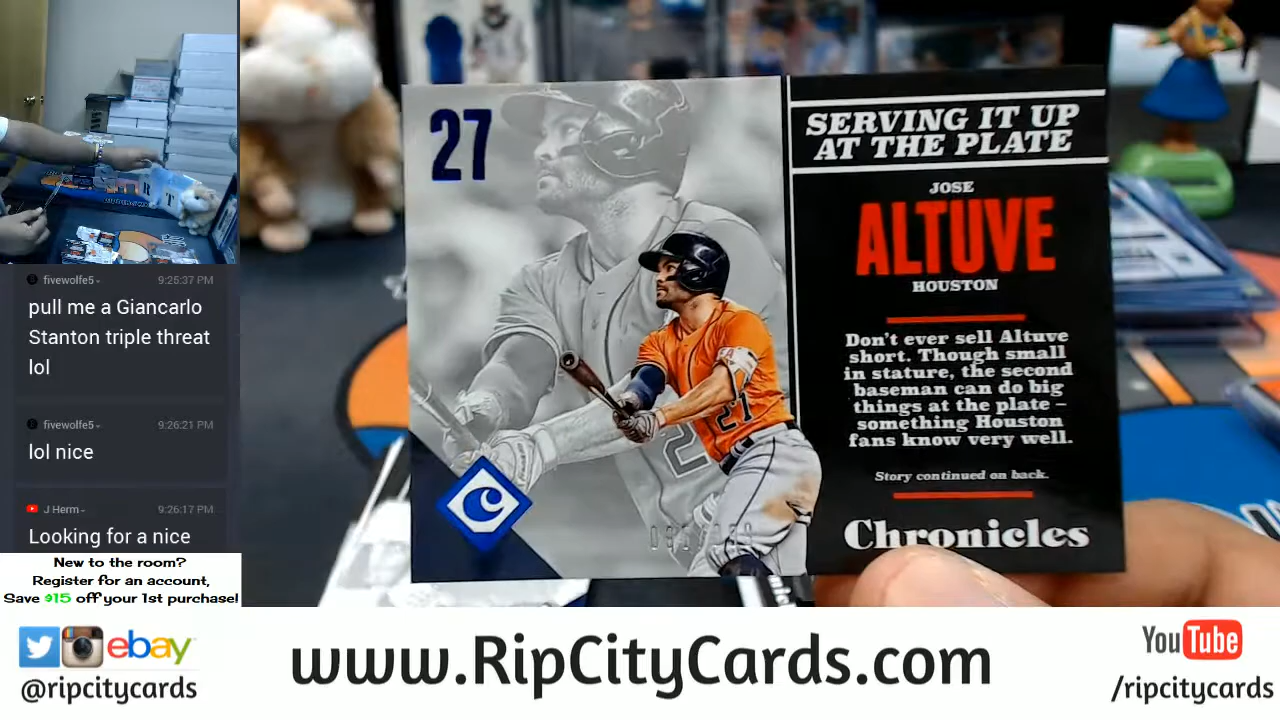 fivewolfe5
9:25:37 PM
pull me a Giancarlo
Stanton triple threat
lol
fivewolfe5
9:26:21 PM
lol nice
J Herm
9:26:17 PM
Looking for a nice
New to the room?
Register for an account,
Save $15 off your 1st purchase!
27
SERVING IT UP
AT THE PLATE
JOSE
ALTUVE
HOUSTON
Don't ever sell Altuve
short. Though small
in stature, the second
baseman can do big
things at the plate –
something Houston
fans know very well.
Story continued on back.
Chronicles
C
27
2
R
T
ebay
@ripcitycards
www.RipCityCards.com
YouTube
/ripcitycards